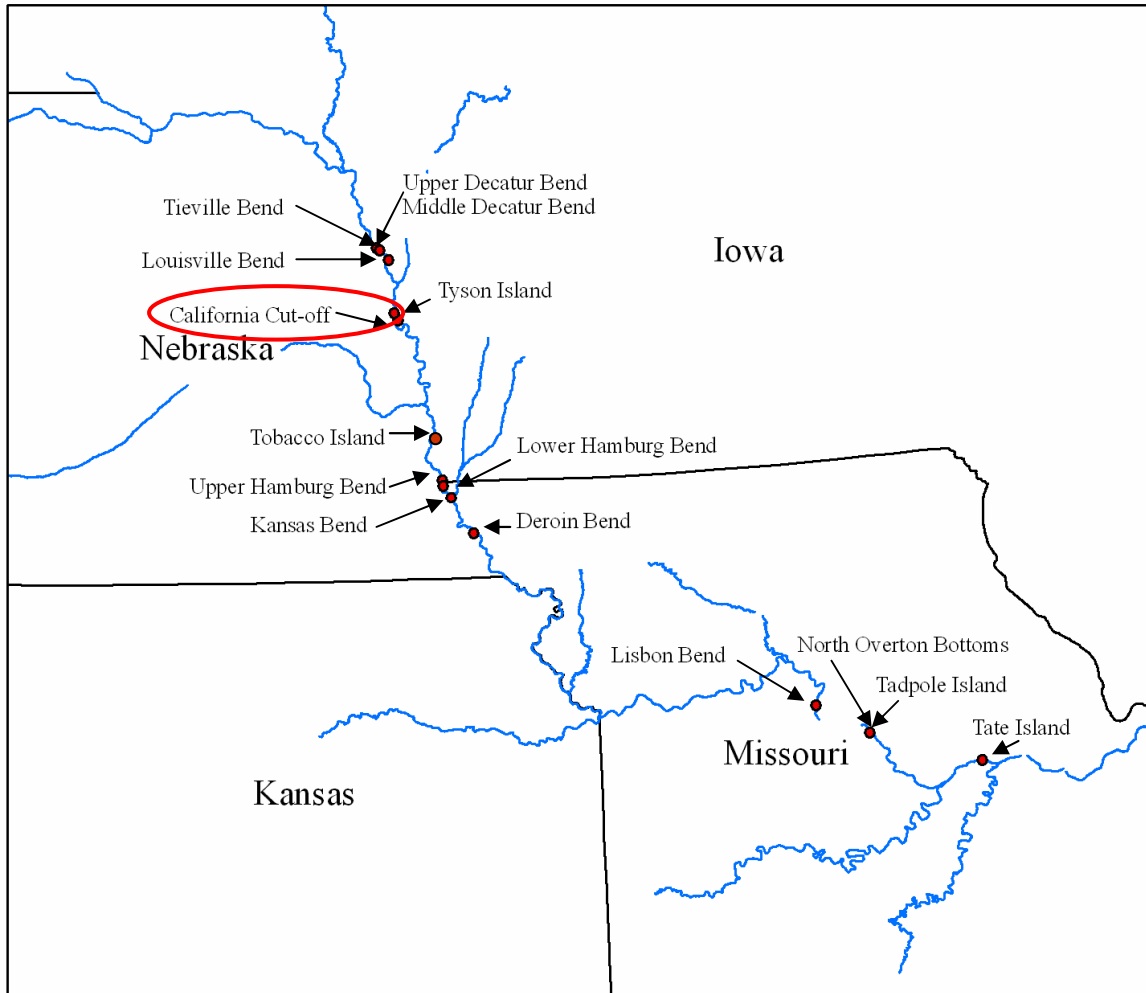 Upper Decatur Bend
Middle Decatur Bend
Tieville Bend
Iowa
Louisville Bend
Tyson Island
California Cut-off
Nebraska
Tobacco Island
Lower Hamburg Bend
Upper Hamburg Bend
Kansas Bend
Deroin Bend
North Overton Bottoms
Lisbon Bend
Tadpole Island
Tate Island
Missouri
Kansas